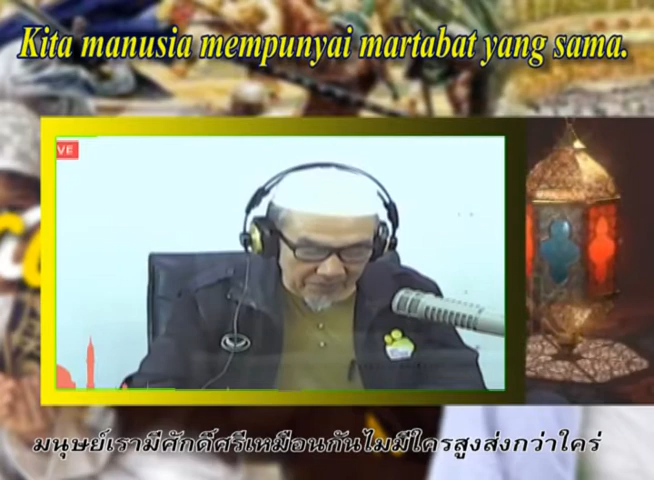 Kita manusia mempunyai martabat yang sama.
VE
มนุษย์เรามีศักดิ์ศรีเหมือนกันไมมีใครสูงส่งกว่าใคร่